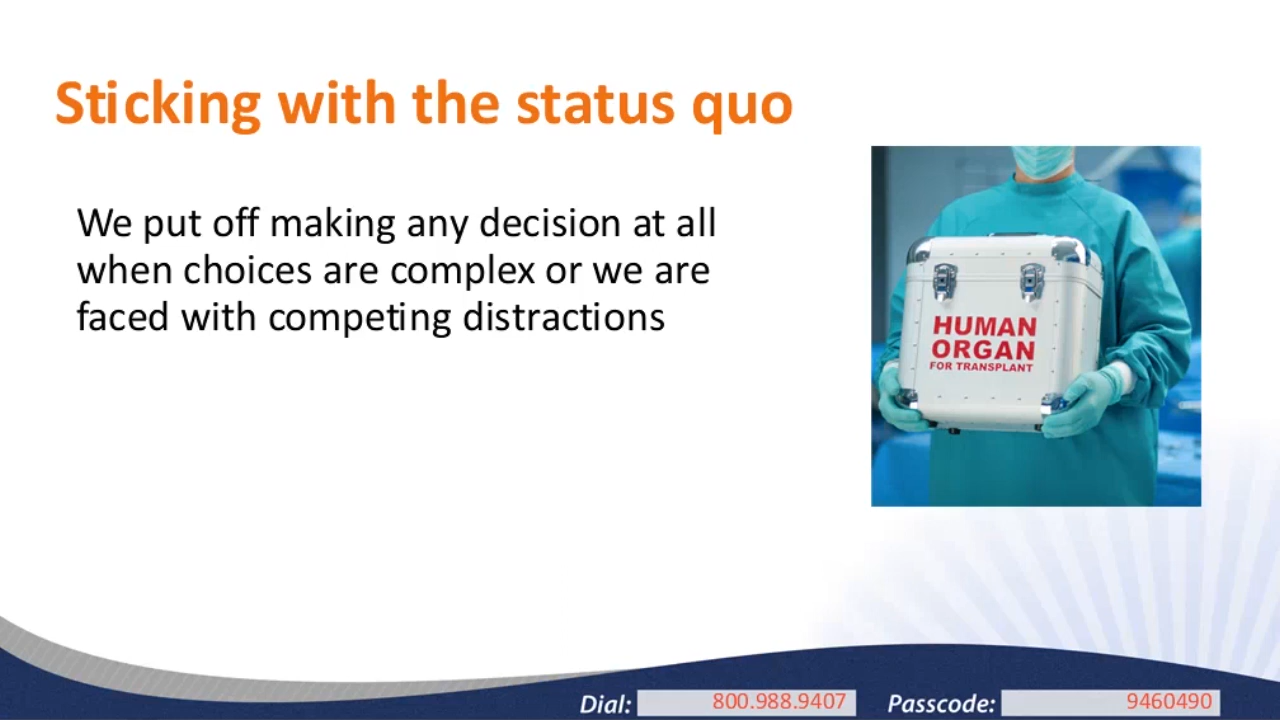 Sticking with the status quo
We put off making any decision at all
when choices are complex or we are
faced with competing distractions
HUMAN
ORGAN
FOR TRANSPLANT
Dial: 800.988.9407 Passcode: 9460490